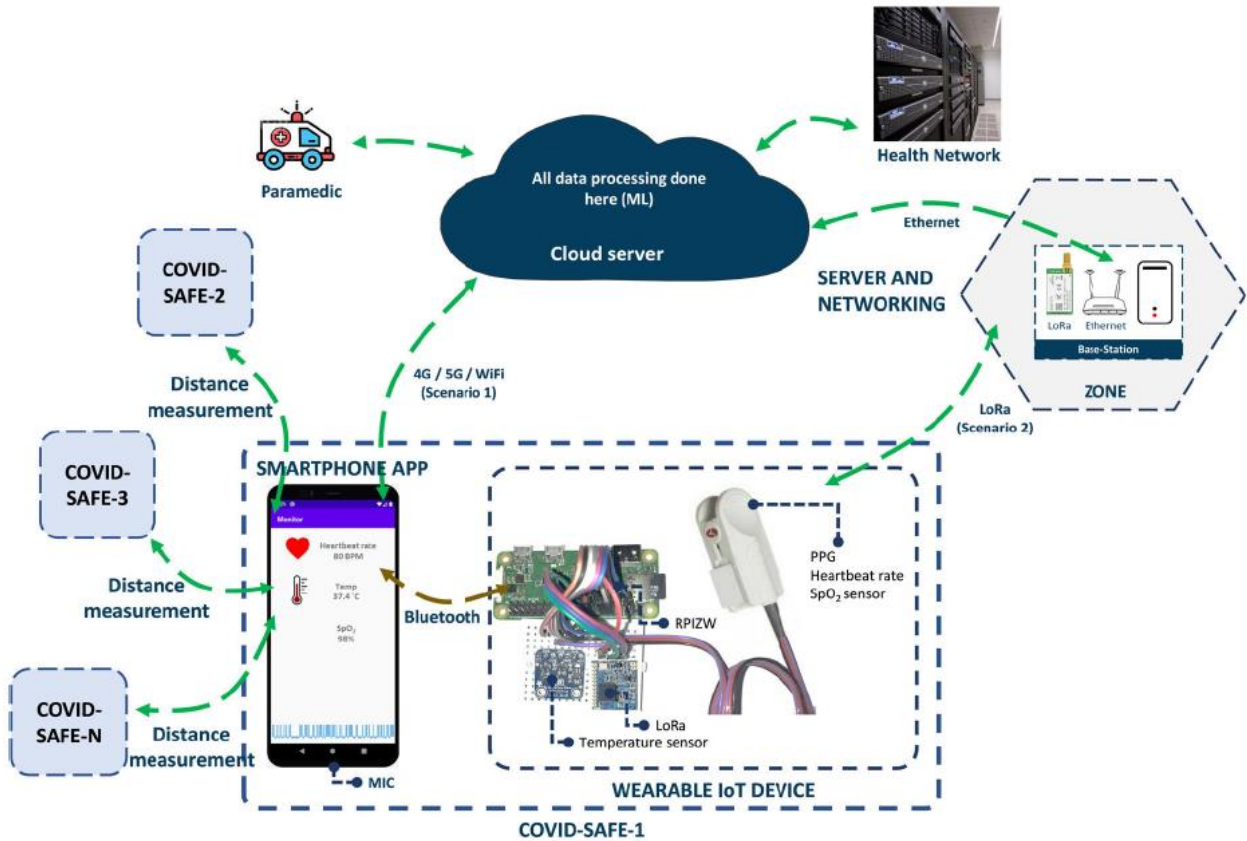 Paramedic
All data processing done
here (ML)
Cloud server
Health Network
Ethernet
SERVER AND
NETWORKING
LoRa
Ethernet
Base-Station
ZONE
COVID-
SAFE-2
Distance
measurement
4G / 5G / WiFi
(Scenario 1)
LoRa
(Scenario 2)
COVID-
SAFE-3
Distance
measurement
COVID-
SAFE-N
Distance
measurement
SMARTPHONE APP
Monitor
Heartbeat rate
80 BPM
Temp
37.4 °C
SpO₂
98%
MIC
Bluetooth
PPG
Heartbeat rate
SpO₂ sensor
RPIZW
LoRa
Temperature sensor
WEARABLE IoT DEVICE
COVID-SAFE-1